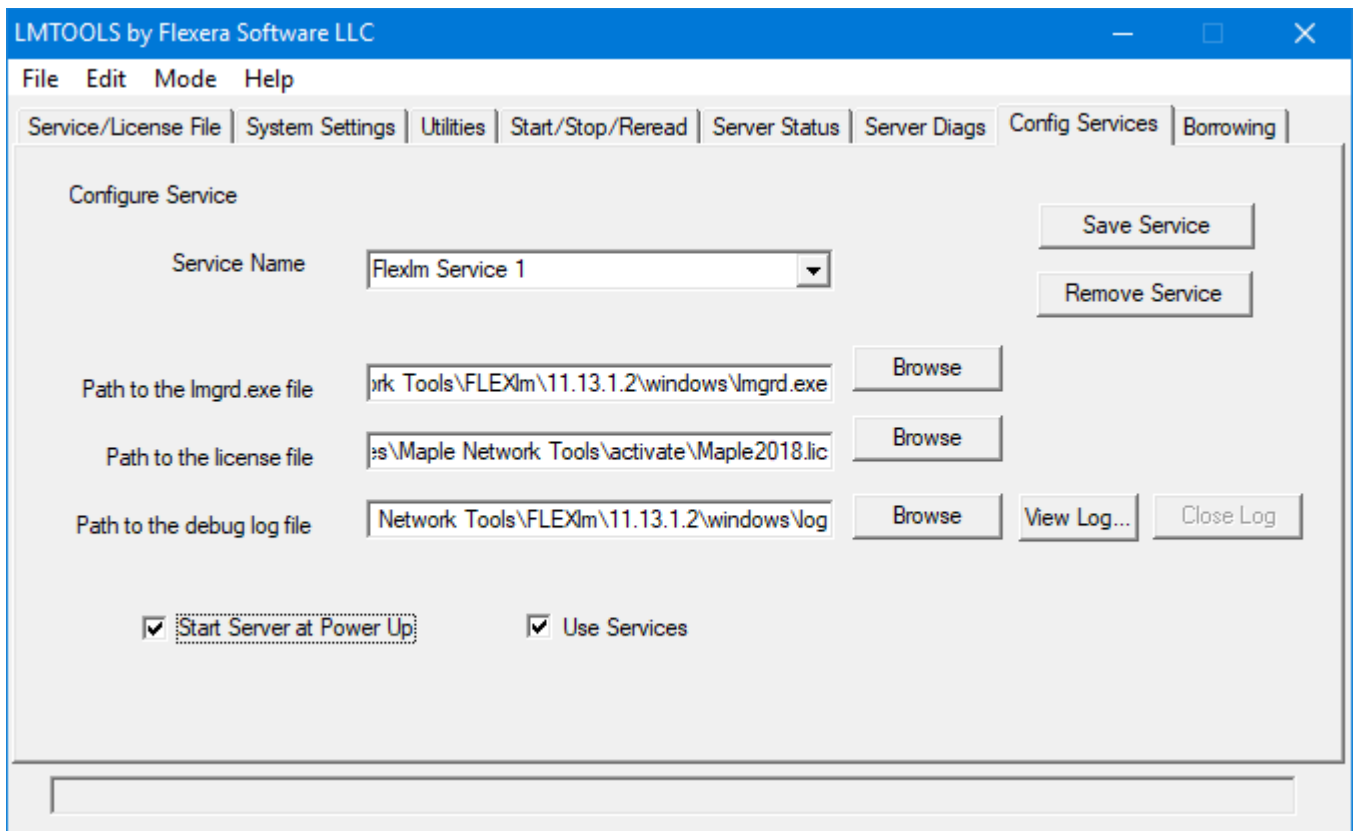 LMTOOLS by Flexera Software LLC
File Edit Mode Help
Service/License File System Settings Utilities Start/Stop/Reread Server Status Server Diags Config Services Borrowing
Configure Service
Save Service
Service Name Flexlm Service 1
Remove Service
Path to the lmgrd.exe file ork Tools\FLEXlm\11.13.1.2\windows\lmgrd.exe Browse
Path to the license file es\Maple Network Tools\activate\Maple2018.lic Browse
Path to the debug log file Network Tools\FLEXlm\11.13.1.2\windows\log Browse View Log... Close Log
Start Server at Power Up Use Services